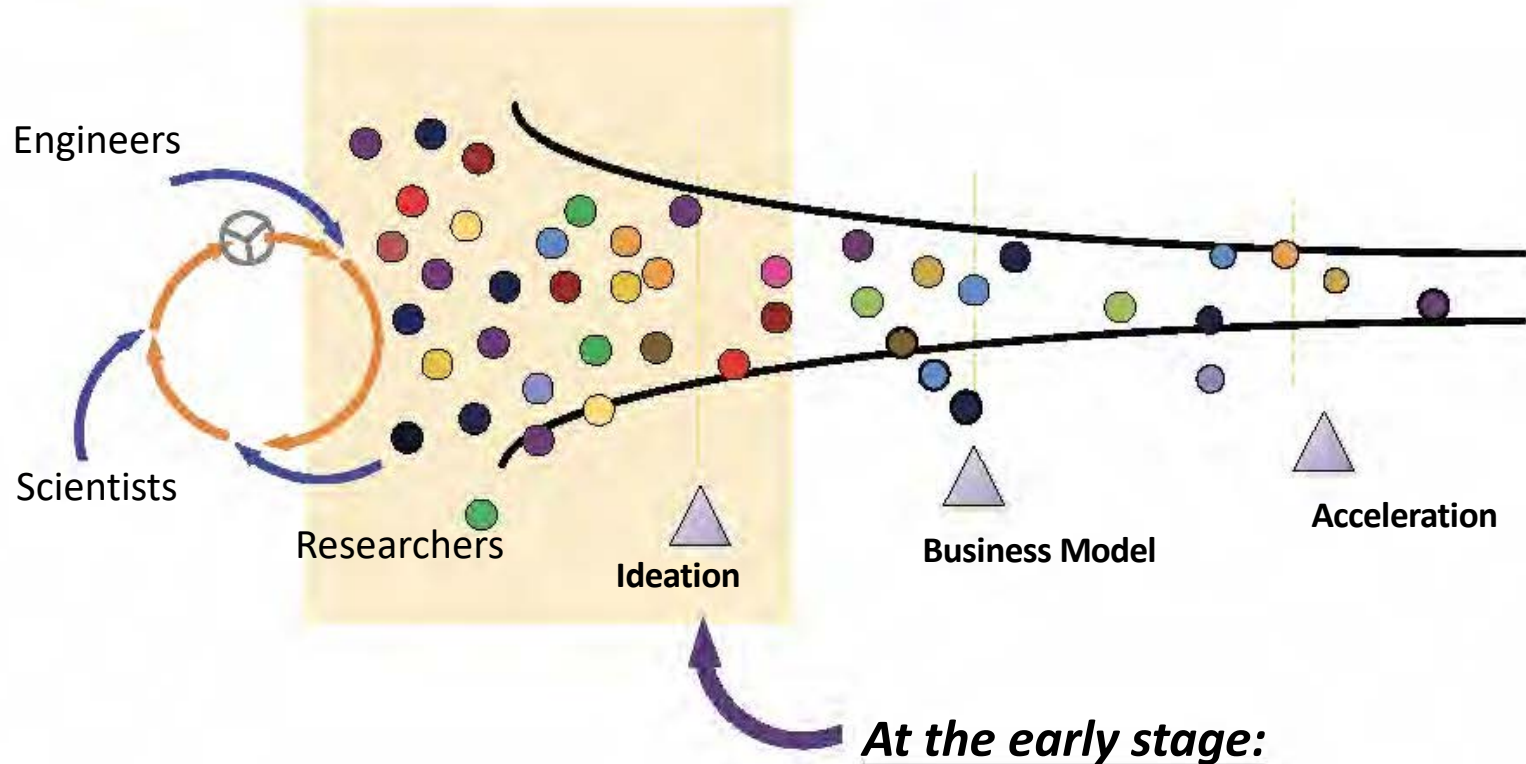 Engineers
Scientists
Researchers
Ideation
Business Model
Acceleration
At the early stage: